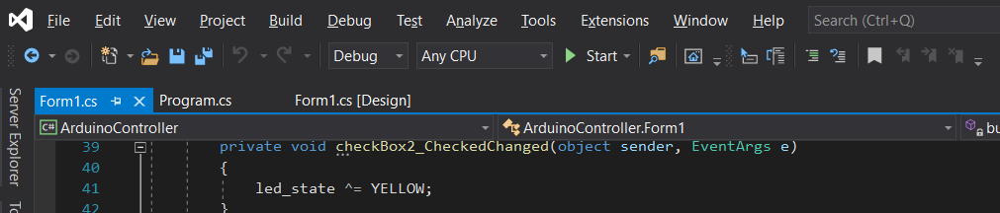 File Edit View Project Build Debug Test Analyze Tools Extensions Window Help Search (Ctrl+Q)
Debug Any CPU Start
Form1.cs Program.cs Form1.cs [Design]
Server Explorer
C# ArduinoController ArduinoController.Form1 bu
39 private void checkBox2_CheckedChanged(object sender, EventArgs e)
40 {
41 led_state ^= YELLOW;
42 }
To